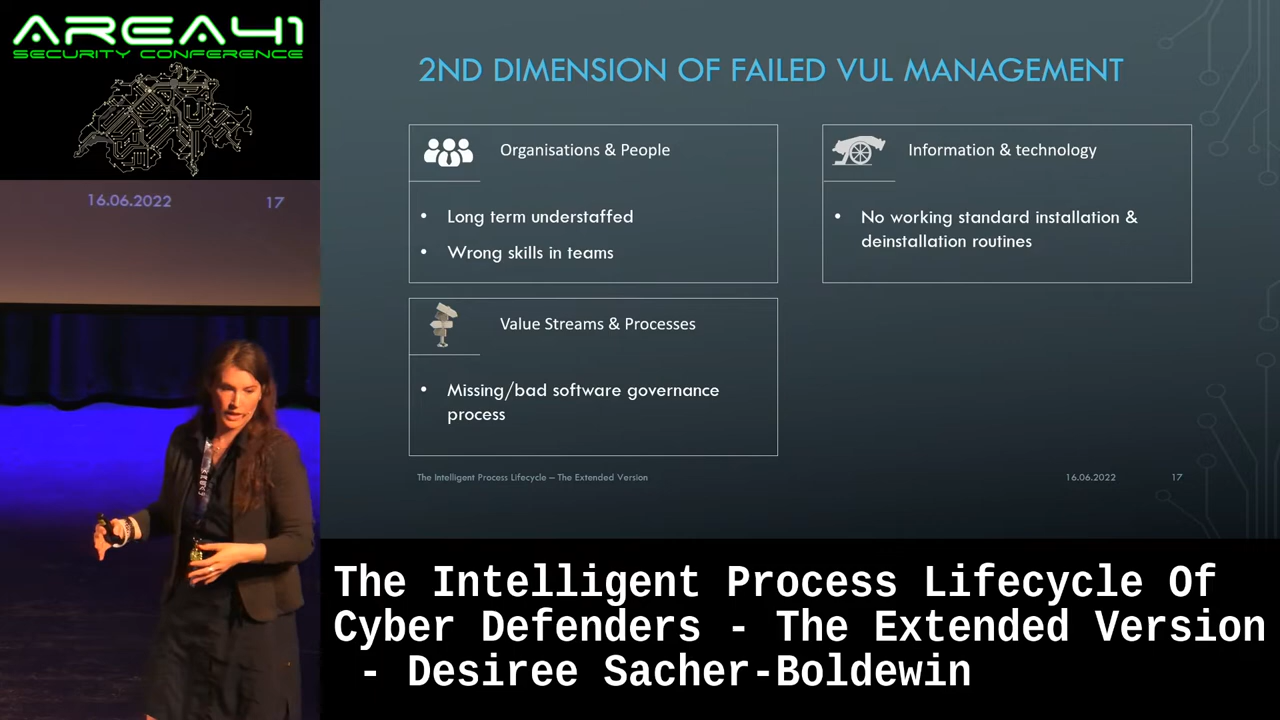 AREA41
SECURITY CONFERENCE
16.06.2022
17
2ND DIMENSION OF FAILED VUL MANAGEMENT
Organisations & People
• Long term understaffed
• Wrong skills in teams
Information & technology
• No working standard installation &
deinstallation routines
Value Streams & Processes
• Missing/bad software governance
process
The Intelligent Process Lifecycle – The Extended Version
16.06.2022
17
The Intelligent Process Lifecycle Of
Cyber Defenders - The Extended Version
- Desiree Sacher-Boldewin